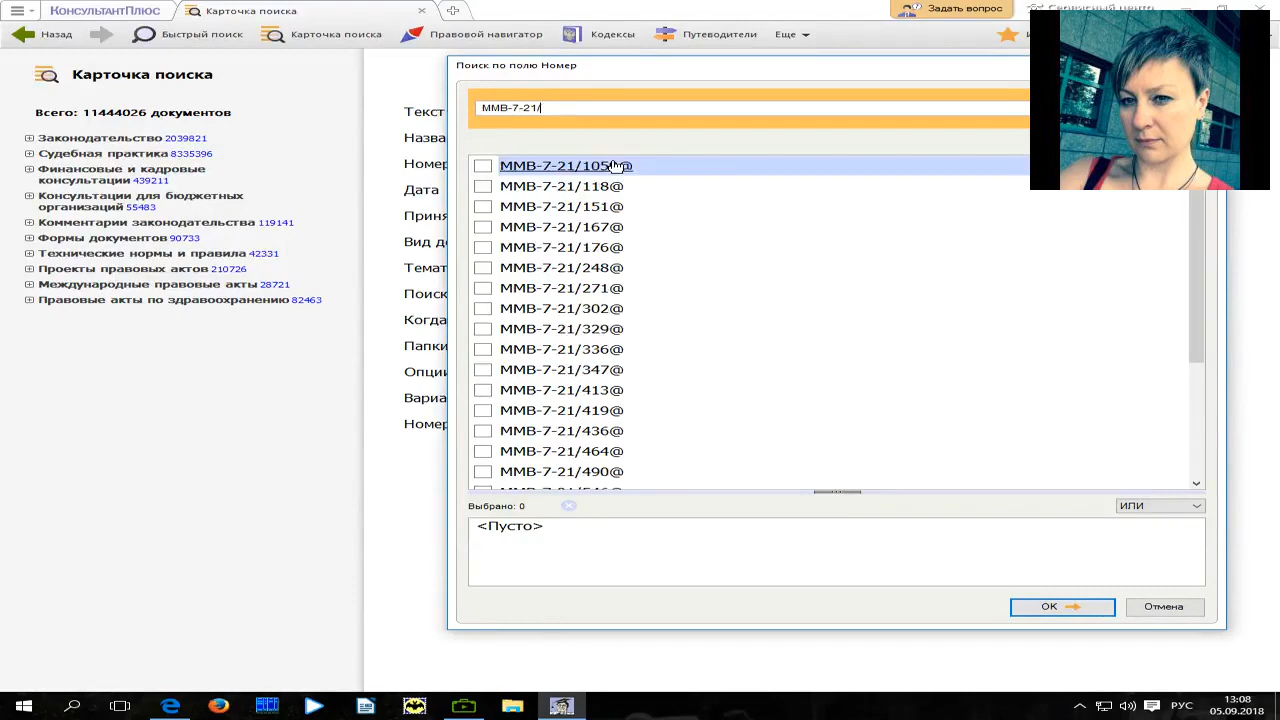 КонсультантПлюс
Карточка поиска
Задать вопрос
Сервисный центр
Назад
Быстрый поиск
Карточка поиска
Правовой навигатор
Кодексы
Путеводители
Еще
Карточка поиска
Всего: 11444026 документов
Законодательство 2039821
Судебная практика 8335396
Финансовые и кадровые
консультации 439211
Консультации для бюджетных
организаций 55483
Комментарии законодательства 119141
Формы документов 90733
Технические нормы и правила 42331
Проекты правовых актов 210726
Международные правовые акты 28721
Правовые акты по здравоохранению 82463
Текст
Назва
Номер
Дата
Приня
Вид до
Темат
Поиск
Когда
Папки
Опции
Вариа
Номер
Поиск по полю Номер
ММВ-7-21/
ММВ-7-21/118@
ММВ-7-21/151@
ММВ-7-21/167@
ММВ-7-21/176@
ММВ-7-21/248@
ММВ-7-21/271@
ММВ-7-21/302@
ММВ-7-21/329@
ММВ-7-21/336@
ММВ-7-21/347@
ММВ-7-21/413@
ММВ-7-21/419@
ММВ-7-21/436@
ММВ-7-21/464@
ММВ-7-21/490@
Выбрано: 0
ИЛИ
<Пусто>
ОК
Отмена
РУС
13:08
05.09.2018